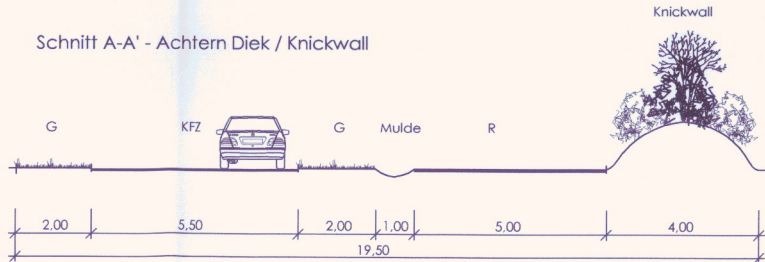 Knickwall
Schnitt A-A' - Achtern Diek / Knickwall
G KFZ G Mulde R
2,00 5,50 2,00 1,00 5,00 4,00
19,50